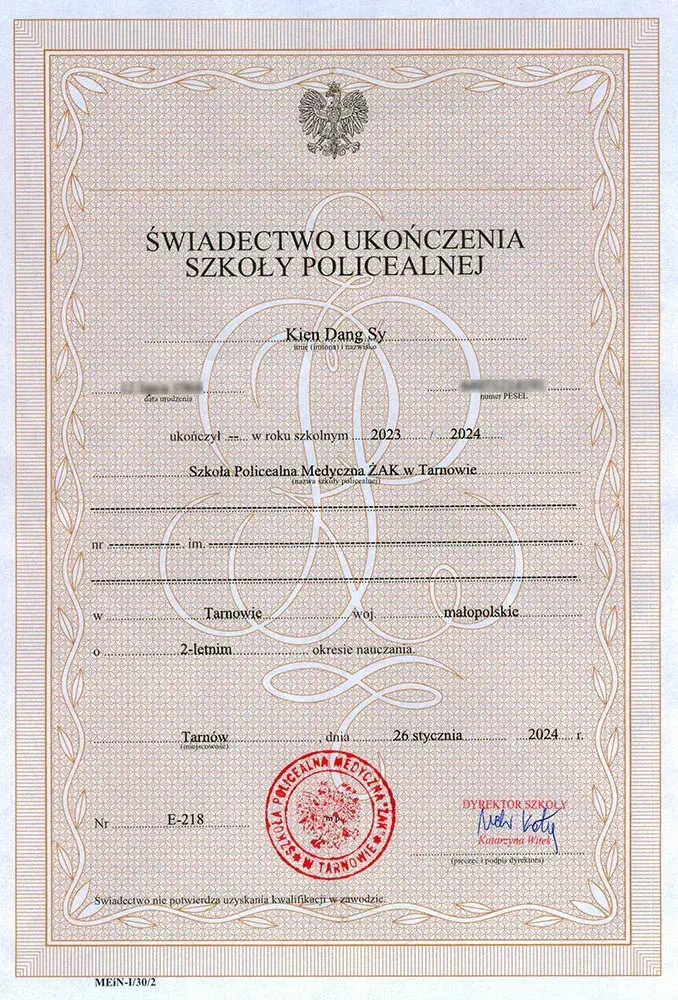 ŚWIADECTWO UKOŃCZENIA
SZKOŁY POLICEALNEJ
Kien Dang Sy
imię (imiona) i nazwisko
data urodzenia
numer PESEL
ukończył --- w roku szkolnym 2023 / 2024
Szkoła Policealna Medyczna ŻAK w Tarnowie
(nazwa szkoły policealnej)
nr ---------------- im. ----------------
w Tarnowie woj. małopolskie
o 2-letnim okresie nauczania.
Tarnów, dnia 26 stycznia 2024 r.
(miejscowość)
Nr E-218
SZKOŁA POLICEALNA MEDYCZNA "ŻAK" W TARNOWIE
DYREKTOR SZKOŁY
Katarzyna Witek
(pieczęć i podpis dyrektora)
Świadectwo nie potwierdza uzyskania kwalifikacji w zawodzie.
MEiN-I/30/2